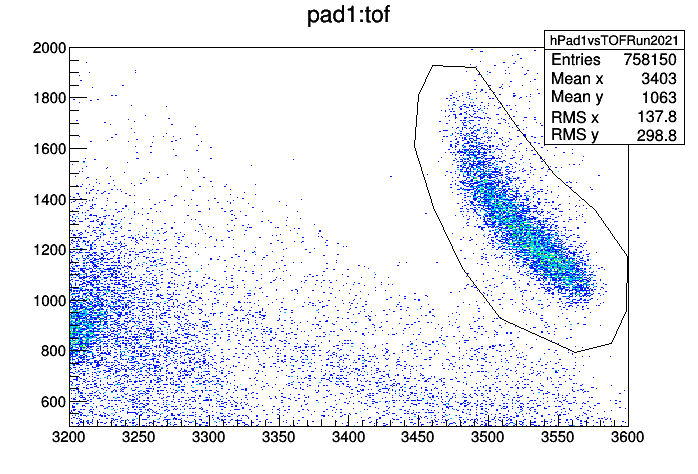 pad1:tof
hPad1vsTOFRun2021
Entries 758150
Mean x 3403
Mean y 1063
RMS x 137.8
RMS y 298.8
2000
1800
1600
1400
1200
1000
800
600
3200 3250 3300 3350 3400 3450 3500 3550 3600